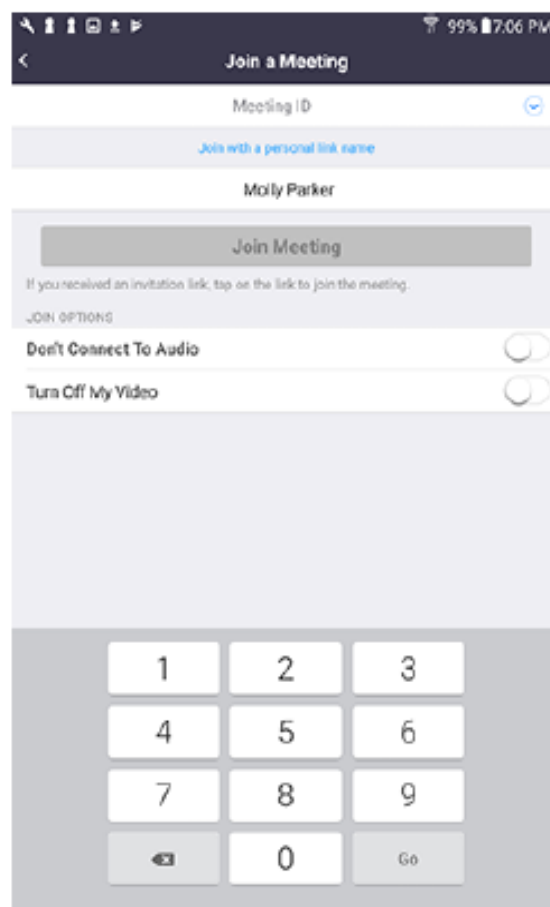 99% 7:06 PM
Join a Meeting
Meeting ID
Join with a personal link name
Molly Parker
Join Meeting
If you received an invitation link, tap on the link to join the meeting.
JOIN OPTIONS
Don't Connect To Audio
Turn Off My Video
1 2 3
4 5 6
7 8 9
0 Go